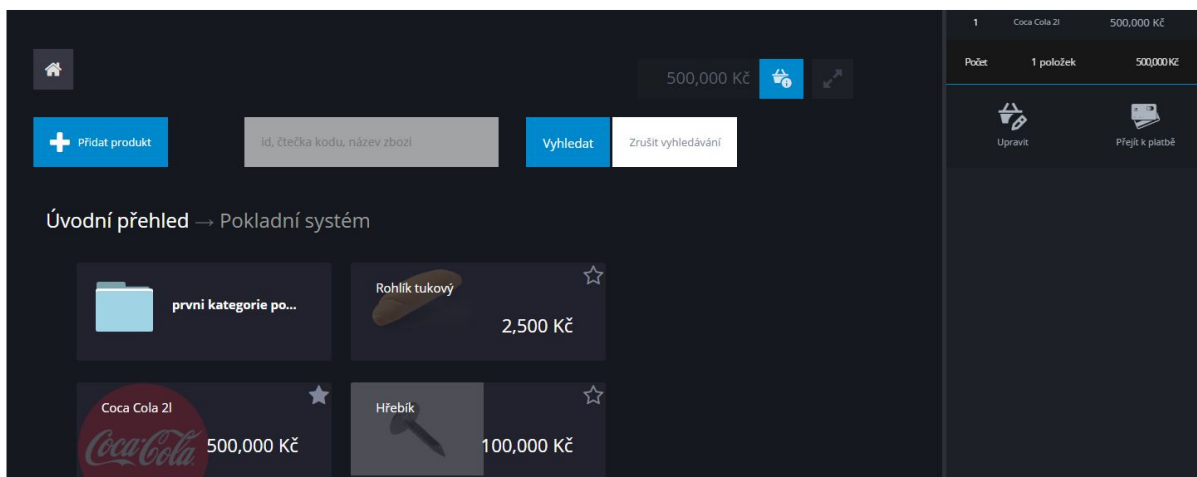 1 Coca Cola 2l 500,000 Kč
Počet 1 položek 500,000 Kč
Upravit Přejít k platbě
500,000 Kč
Přidat produkt id, čtečka kodu, název zbozi Vyhledat Zrušit vyhledávání
Úvodní přehled → Pokladní systém
prvni kategorie po...
Rohlík tukový
2,500 Kč
Coca Cola 2l
Coca-Cola
500,000 Kč
Hřebík
100,000 Kč